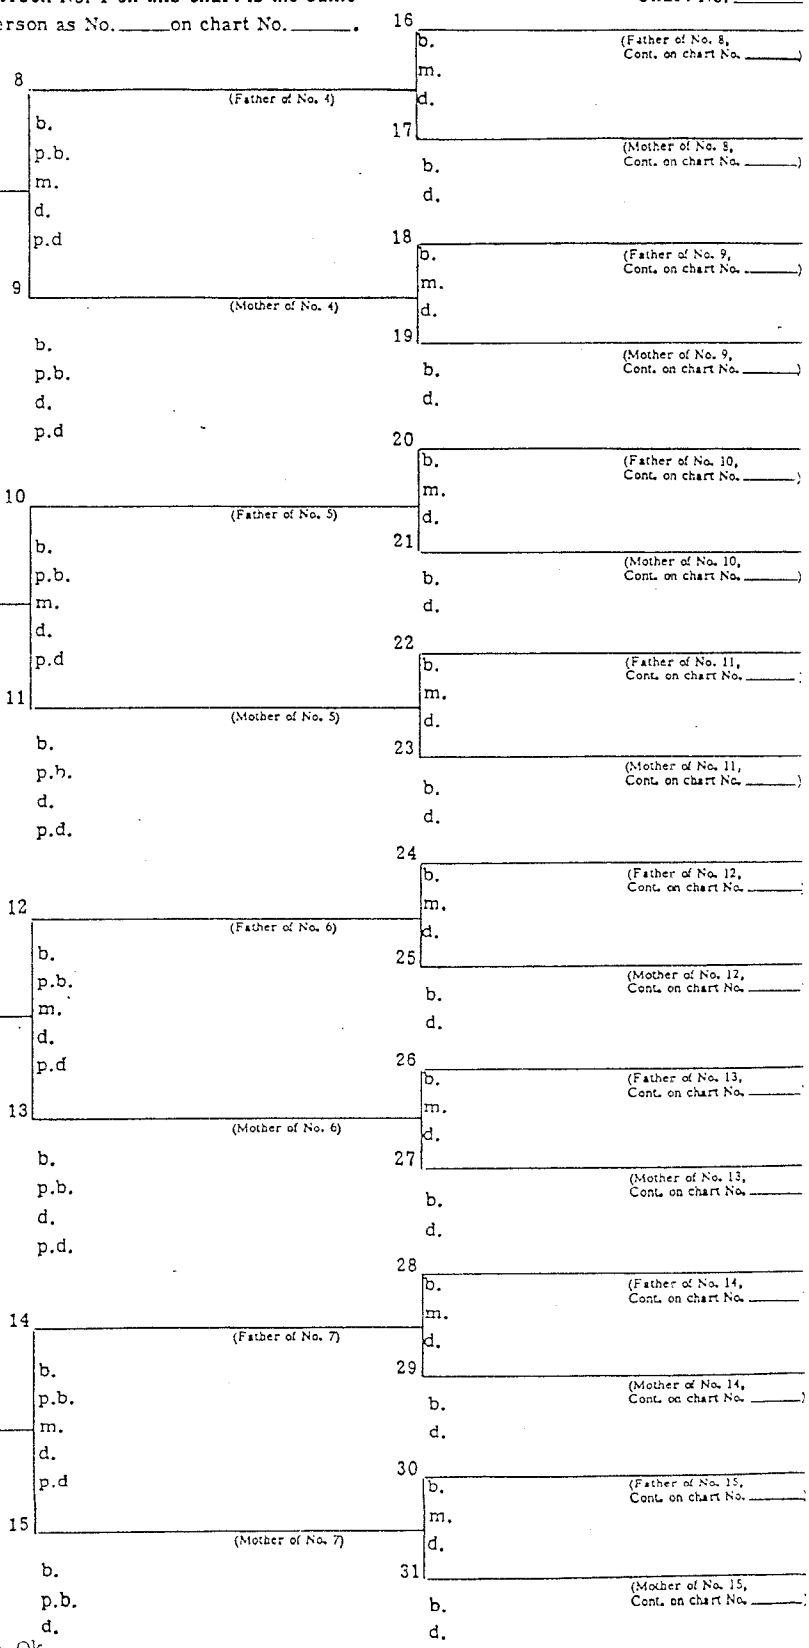 erson as No. ____ on chart No. ____.
Chart No. ____
16
b.
(Father of No. 8,
Cont. on chart No. ____)
m.
8
(Father of No. 4)
d.
17
b.
(Mother of No. 8,
Cont. on chart No. ____)
p.b.
b.
m.
d.
d.
p.d
18
b.
(Father of No. 9,
Cont. on chart No. ____)
m.
9
(Mother of No. 4)
d.
19
b.
(Mother of No. 9,
Cont. on chart No. ____)
p.b.
b.
d.
d.
p.d
20
b.
(Father of No. 10,
Cont. on chart No. ____)
m.
10
(Father of No. 5)
d.
21
b.
(Mother of No. 10,
Cont. on chart No. ____)
p.b.
b.
m.
d.
d.
p.d
22
b.
(Father of No. 11,
Cont. on chart No. ____)
m.
11
(Mother of No. 5)
d.
23
b.
(Mother of No. 11,
Cont. on chart No. ____)
p.b.
b.
d.
d.
p.d.
24
b.
(Father of No. 12,
Cont. on chart No. ____)
m.
12
(Father of No. 6)
d.
25
b.
(Mother of No. 12,
Cont. on chart No. ____
p.b.
b.
m.
d.
d.
p.d
26
b.
(Father of No. 13,
Cont. on chart No. ____
m.
13
(Mother of No. 6)
d.
27
b.
(Mother of No. 13,
Cont. on chart No. ____
p.b.
b.
d.
d.
p.d.
28
b.
(Father of No. 14,
Cont. on chart No. ____
m.
14
(Father of No. 7)
d.
29
b.
(Mother of No. 14,
Cont. on chart No. ____)
p.b.
b.
m.
d.
d.
p.d
30
b.
(Father of No. 15,
Cont. on chart No. ____)
m.
15
(Mother of No. 7)
d.
31
b.
(Mother of No. 15,
Cont. on chart No. ____)
p.b.
b.
d.
d.